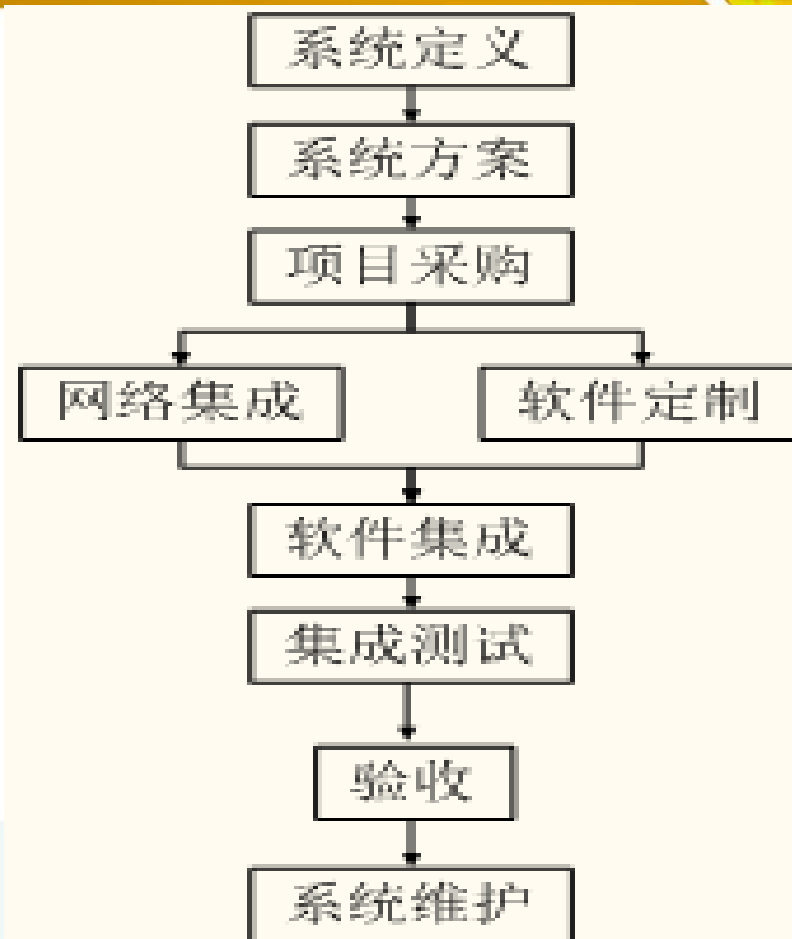 系统定义
系统方案
项目采购
网络集成
软件定制
软件集成
集成测试
验收
系统维护